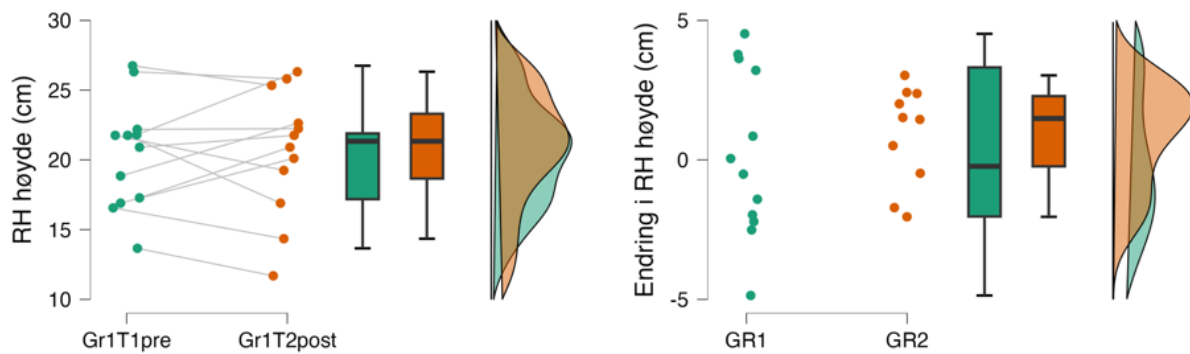 RH høyde (cm)
30
25
20
15
10
Gr1T1pre
Gr1T2post
Endring i RH høyde (cm)
5
0
-5
GR1
GR2